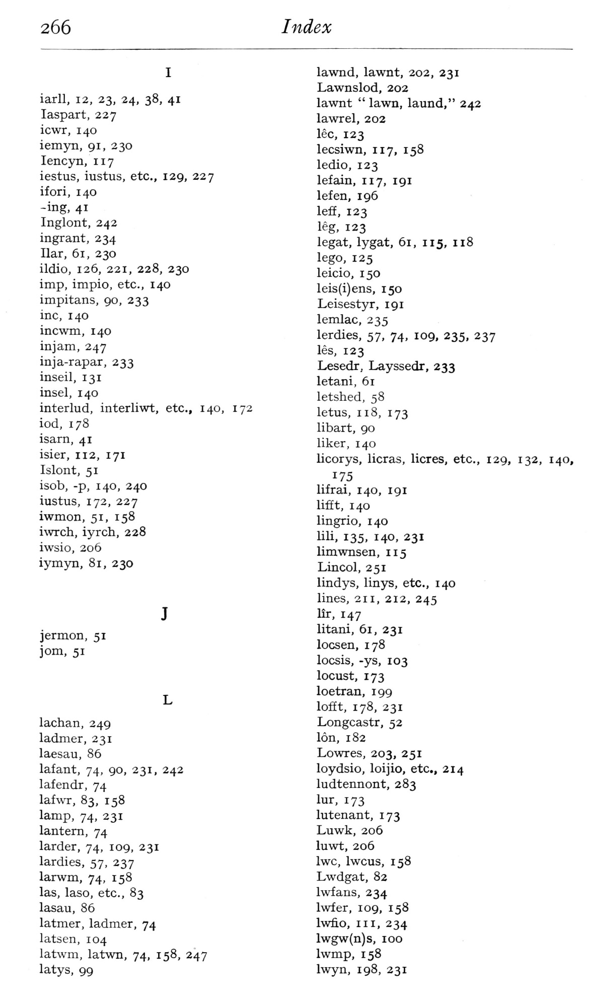 266
Index
I
iarll, 12, 23, 24, 38, 41
Iaspart, 227
icwr, 140
iemyn, 91, 230
Iencyn, 117
iestus, iustus, etc., 129, 227
ifori, 140
-ing, 41
Inglont, 242
ingrant, 234
Ilar, 61, 230
ildio, 126, 221, 228, 230
imp, impio, etc., 140
impitans, 90, 233
inc, 140
incwm, 140
injam, 247
inja-rapar, 233
inseil, 131
insel, 140
interlud, interliwt, etc., 140, 172
iod, 178
isarn, 41
isier, 112, 171
Islont, 51
isob, -p, 140, 240
iustus, 172, 227
iwmon, 51, 158
iwrch, iyrch, 228
iwsio, 206
iymyn, 81, 230
J
jermon, 51
jom, 51
L
lachan, 249
ladmer, 231
laesau, 86
lafant, 74, 90, 231, 242
lafendr, 74
lafwr, 83, 158
lamp, 74, 231
lantern, 74
larder, 74, 109, 231
lardies, 57, 237
larwm, 74, 158
las, laso, etc., 83
lasau, 86
latmer, ladmer, 74
latsen, 104
latwm, latwn, 74, 158, 247
latys, 99
lawnd, lawnt, 202, 231
Lawnslod, 202
lawnt “ lawn, laund,” 242
lawrel, 202
lêc, 123
lecsiwn, 117, 158
ledio, 123
lefain, 117, 191
lefen, 196
leff, 123
lêg, 123
legat, lygat, 61, 115, 118
lego, 125
leicio, 150
leis(i)ens, 150
Leisestyr, 191
lemlac, 235
lerdies, 57, 74, 109, 235, 237
lês, 123
Lesedr, Layssedr, 233
letani, 61
letshed, 58
letus, 118, 173
libart, 90
liker, 140
licorys, licras, licres, etc., 129, 132, 140,
175
lifrai, 140, 191
lifft, 140
lingrio, 140
lili, 135, 140, 231
limwnsen, 115
Lincol, 251
lindys, linys, etc., 140
lines, 211, 212, 245
lîr, 147
litani, 61, 231
locsen, 178
locsis, -ys, 103
locust, 173
loetran, 199
lofft, 178, 231
Longcastr, 52
lôn, 182
Lowres, 203, 251
loydsio, loijio, etc., 214
ludtennont, 283
lur, 173
lutenant, 173
Luwk, 206
luwt, 206
lwc, lwcus, 158
Lwdgat, 82
lwfans, 234
lwfer, 109, 158
lwfio, 111, 234
lwgw(n)s, 100
lwmp, 158
lwyn, 198, 231